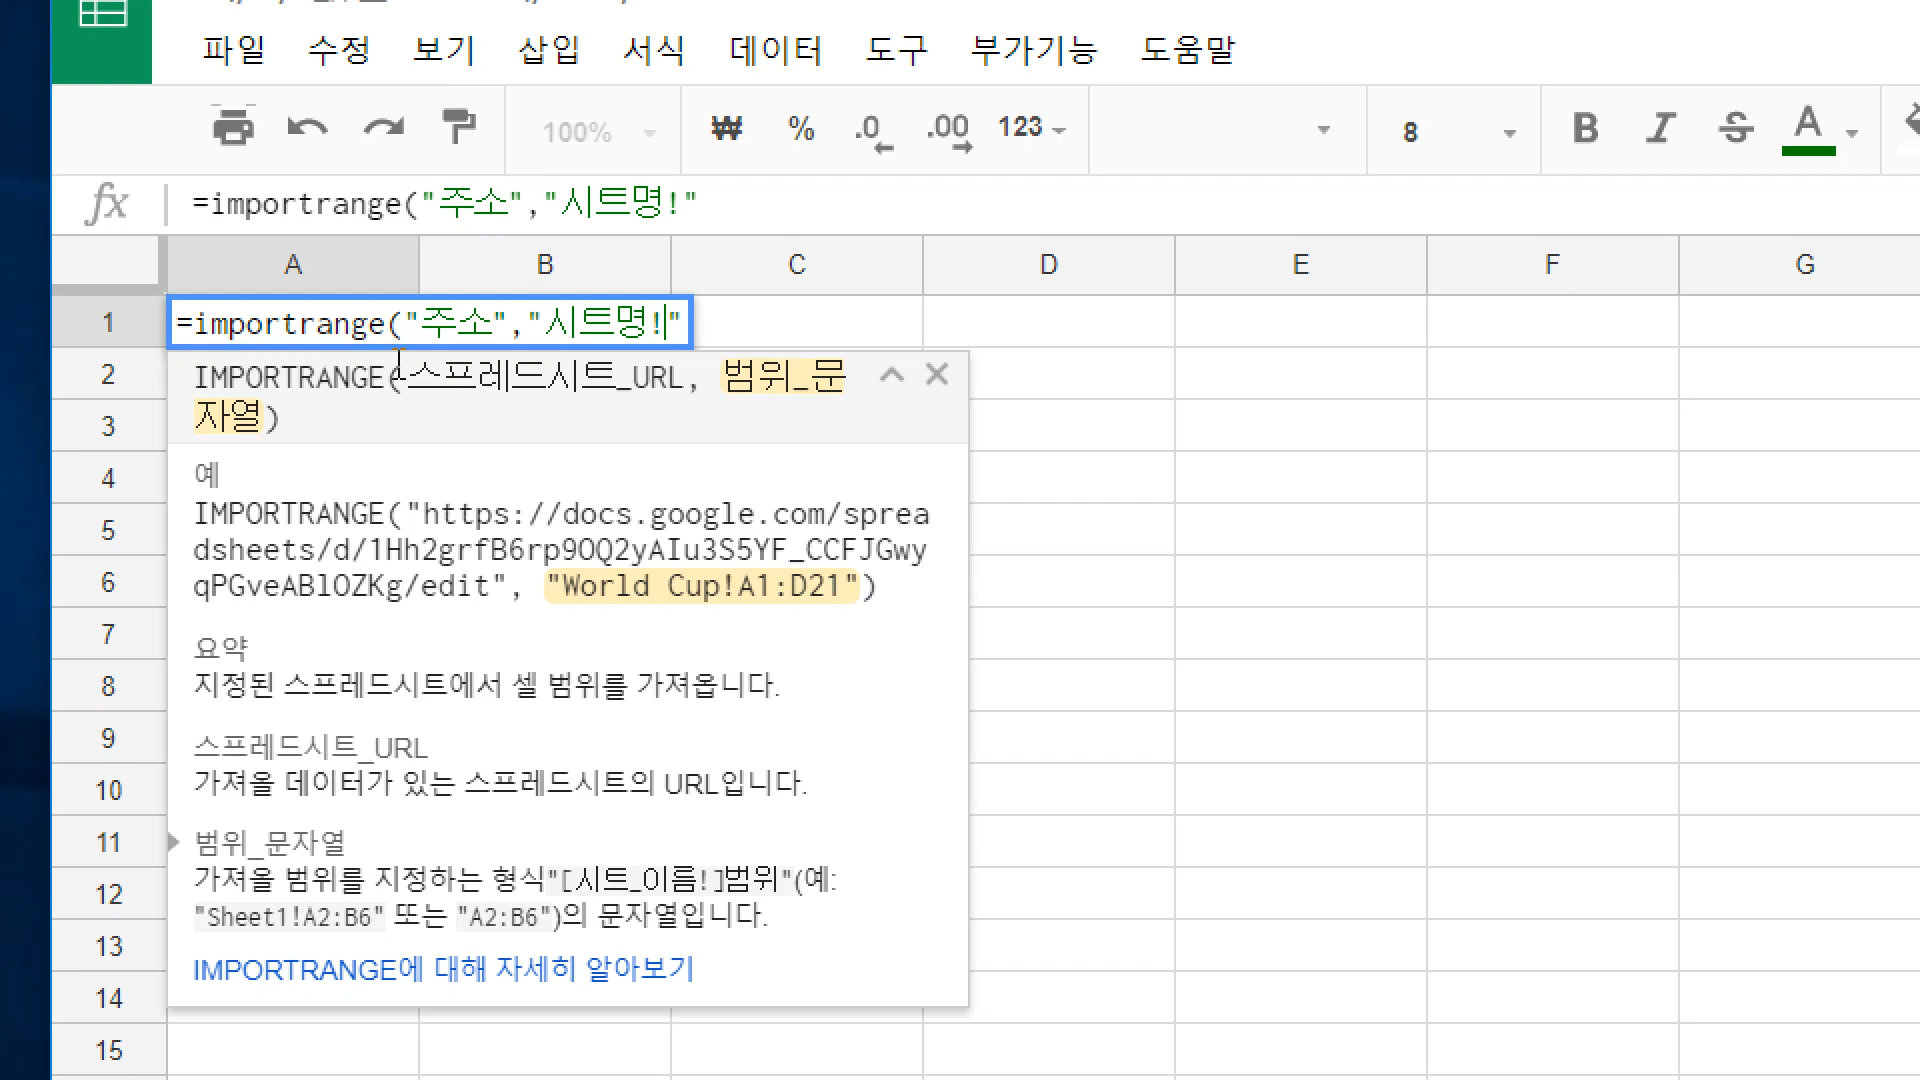 파일 수정 보기 삽입 서식 데이터 도구 부가기능 도움말
100% ₩ % .0 .00 123 8 B I S A
fx =importrange("주소","시트명!"
A B C D E F G
1 =importrange("주소","시트명!"
2 IMPORTRANGE(스프레드시트_URL, 범위_문
3 자열)
4 예
5 IMPORTRANGE("https://docs.google.com/sprea
dsheets/d/1Hh2grfB6rp9OQ2yAIu3S5YF_CCFJGwy
6 qPGveABlOZKg/edit", "World Cup!A1:D21")
7 요약
8 지정된 스프레드시트에서 셀 범위를 가져옵니다.
9 스프레드시트_URL
10 가져올 데이터가 있는 스프레드시트의 URL입니다.
11 범위_문자열
12 가져올 범위를 지정하는 형식"[시트_이름!]범위"(예:
"Sheet1!A2:B6" 또는 "A2:B6")의 문자열입니다.
13 IMPORTRANGE에 대해 자세히 알아보기
14
15